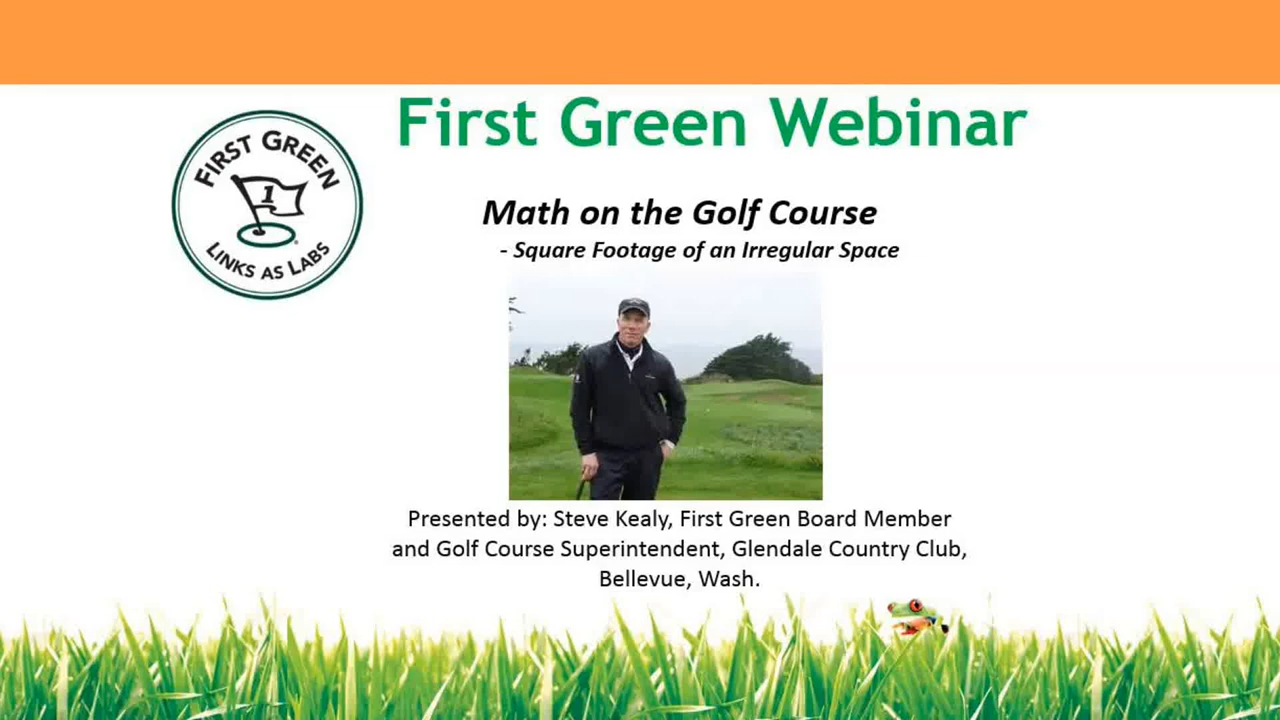 First Green Webinar
FIRST GREEN
1
LINKS AS LABS
Math on the Golf Course
- Square Footage of an Irregular Space
Presented by: Steve Kealy, First Green Board Member
and Golf Course Superintendent, Glendale Country Club,
Bellevue, Wash.